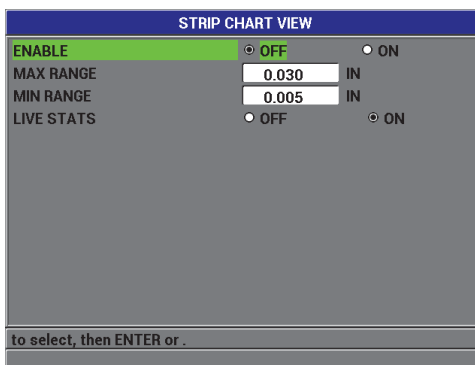 STRIP CHART VIEW
ENABLE OFF ON
MAX RANGE 0.030 IN
MIN RANGE 0.005 IN
LIVE STATS OFF ON
to select, then ENTER or .